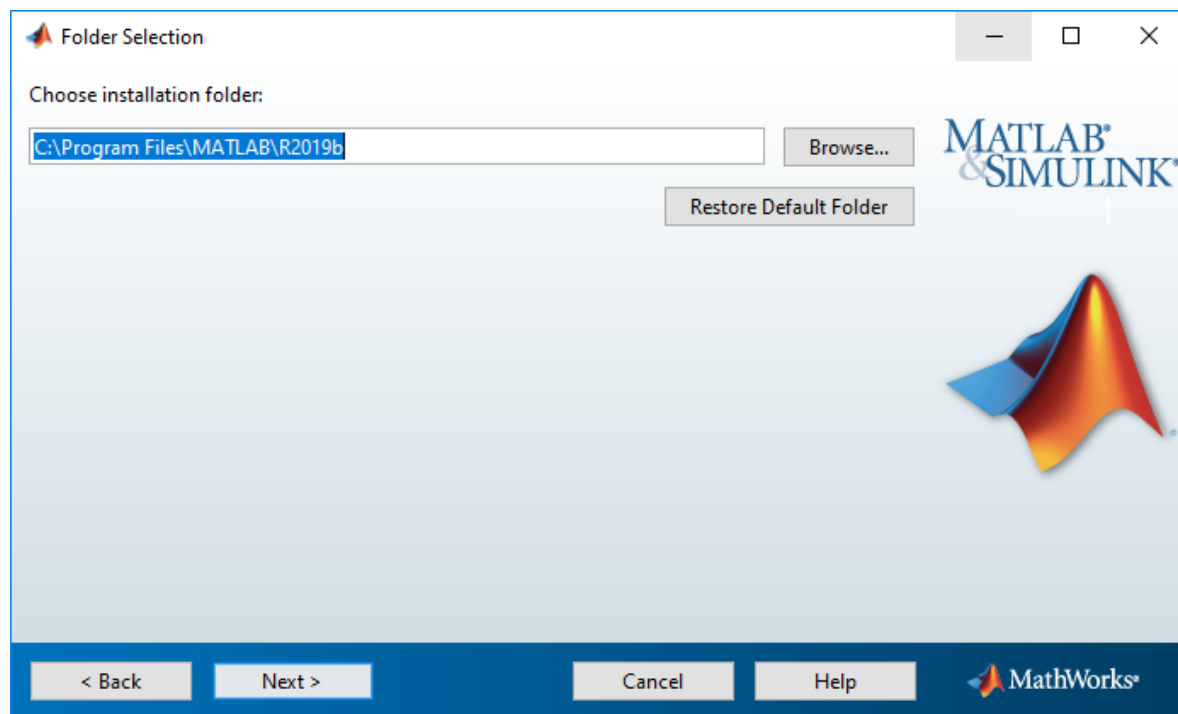 Folder Selection
Choose installation folder:
C:\Program Files\MATLAB\R2019b
Browse...
Restore Default Folder
MATLAB®
&SIMULINK®
< Back
Next >
Cancel
Help
MathWorks®